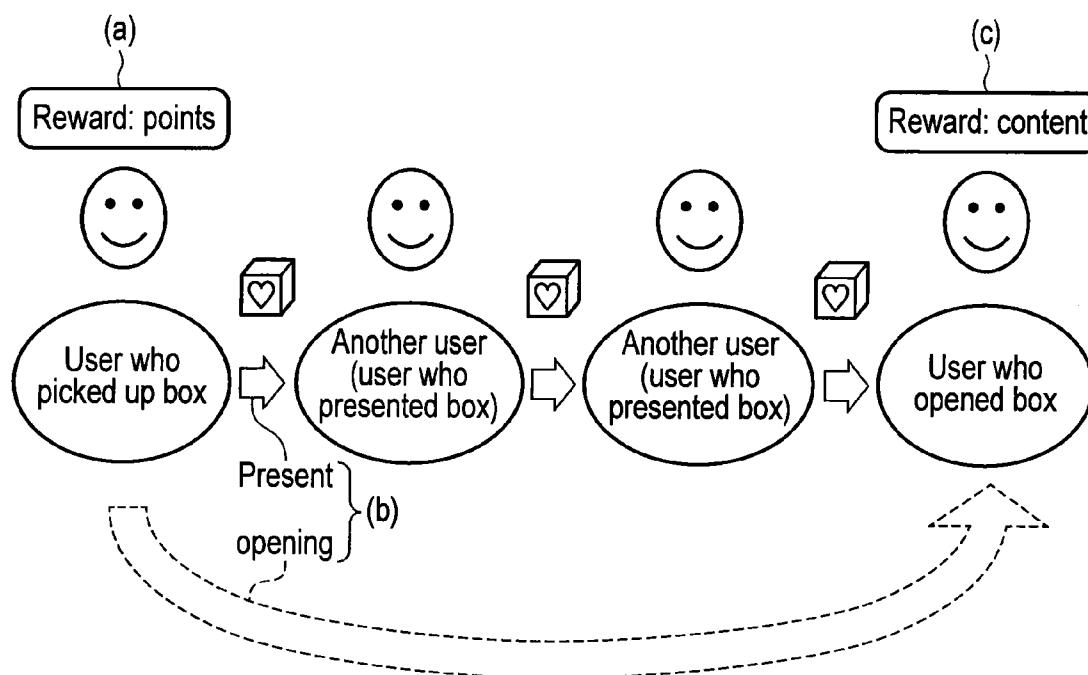 (a)
(c)
Reward: points
Reward: content
User who
picked up box
Another user
(user who
presented box)
Another user
(user who
presented box)
User who
opened box
Present
(b)
opening